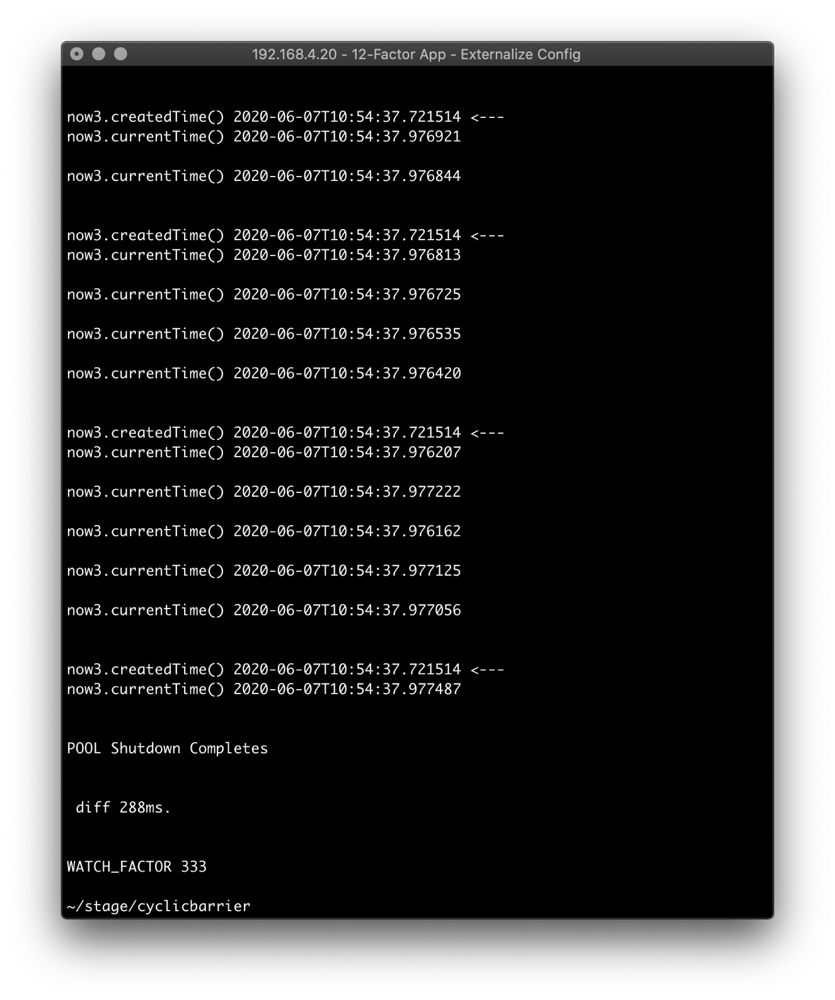 192.168.4.20 - 12-Factor App - Externalize Config
now3.createdTime() 2020-06-07T10:54:37.721514 <---
now3.currentTime() 2020-06-07T10:54:37.976921
now3.currentTime() 2020-06-07T10:54:37.976844
now3.createdTime() 2020-06-07T10:54:37.721514 <---
now3.currentTime() 2020-06-07T10:54:37.976813
now3.currentTime() 2020-06-07T10:54:37.976725
now3.currentTime() 2020-06-07T10:54:37.976535
now3.currentTime() 2020-06-07T10:54:37.976420
now3.createdTime() 2020-06-07T10:54:37.721514 <---
now3.currentTime() 2020-06-07T10:54:37.976207
now3.currentTime() 2020-06-07T10:54:37.977222
now3.currentTime() 2020-06-07T10:54:37.976162
now3.currentTime() 2020-06-07T10:54:37.977125
now3.currentTime() 2020-06-07T10:54:37.977056
now3.createdTime() 2020-06-07T10:54:37.721514 <---
now3.currentTime() 2020-06-07T10:54:37.977487
POOL Shutdown Completes
diff 288ms.
WATCH_FACTOR 333
~/stage/cyclicbarrier